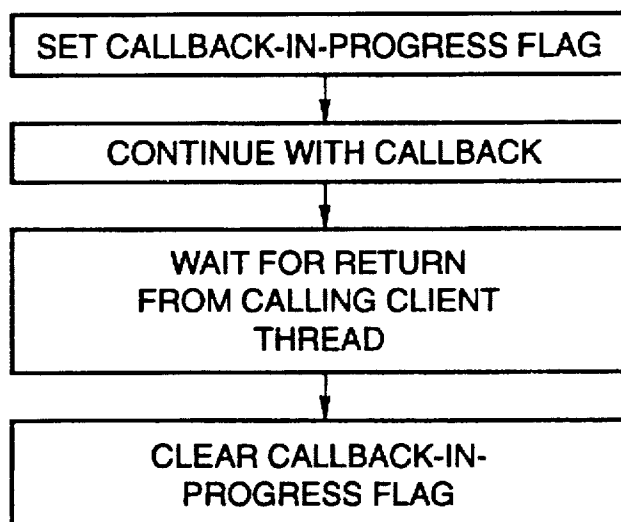 SET CALLBACK-IN-PROGRESS FLAG
CONTINUE WITH CALLBACK
WAIT FOR RETURN
FROM CALLING CLIENT
THREAD
CLEAR CALLBACK-IN-
PROGRESS FLAG